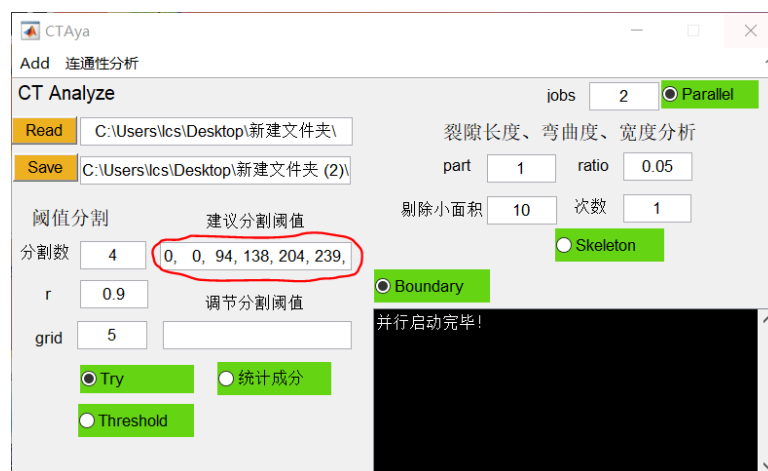 CTAya
Add 连通性分析
CT Analyze
jobs 2 Parallel
Read C:\Users\lcs\Desktop\新建文件夹\
裂隙长度、弯曲度、宽度分析
Save C:\Users\lcs\Desktop\新建文件夹 (2)\
part 1 ratio 0.05
阈值分割 建议分割阈值
剔除小面积 10 次数 1
分割数 4 0, 0, 94, 138, 204, 239,
Skeleton
r 0.9 调节分割阈值
Boundary
grid 5
并行启动完毕!
Try 统计成分
Threshold